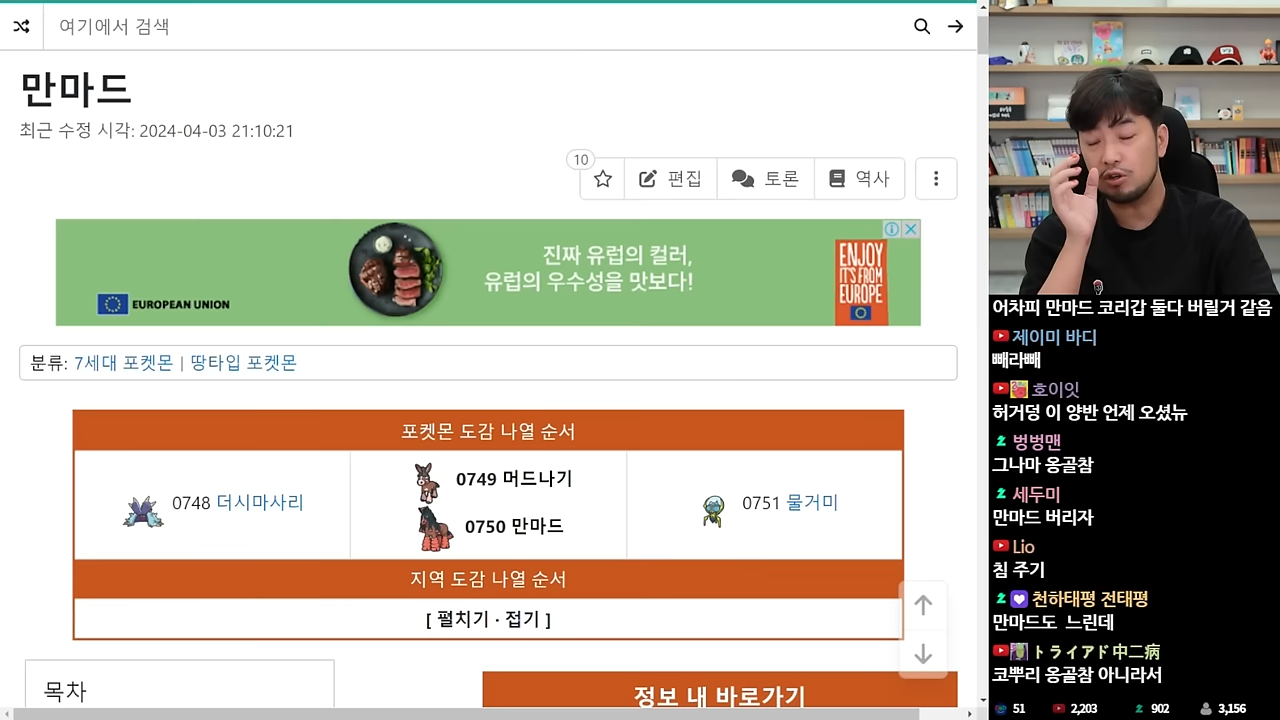 여기에서 검색
만마드
최근 수정 시각: 2024-04-03 21:10:21
10
편집
토론
역사
진짜 유럽의 컬러,
유럽의 우수성을 맛보다!
EUROPEAN UNION
ENJOY
IT'S FROM
EUROPE
분류: 7세대 포켓몬 | 땅타입 포켓몬
포켓몬 도감 나열 순서
0748 더시마사리
0749 머드나기
0750 만마드
0751 물거미
지역 도감 나열 순서
[ 펼치기 · 접기 ]
목차
정보 내 바로가기
어차피 만마드 코리갑 둘다 버릴거 같음
제이미 바디
빼라빼
호이잇
허거덩 이 양반 언제 오셨뉴
벙벙맨
그나마 옹골참
세두미
만마드 버리자
Lio
침 주기
천하태평 전태평
만마드도 느린데
トライアド中二病
코뿌리 옹골참 아니라서
51
2,203
902
3,156